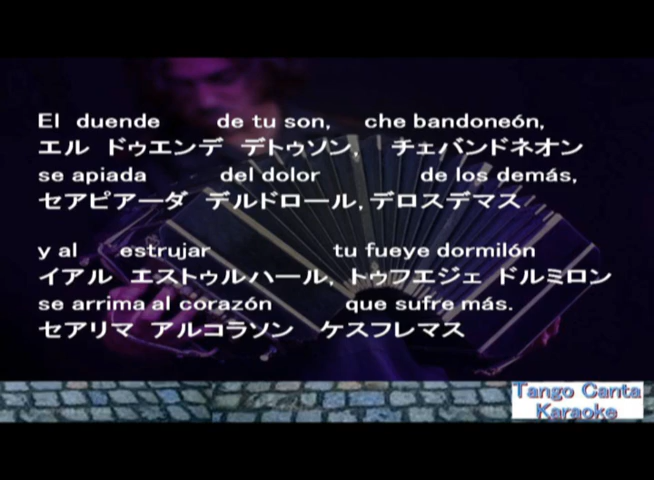 El duende de tu son, che bandoneón,
エル ドゥエンデ デトゥソン, チェバンドネオン
se apiada del dolor de los demás,
セアピアーダ デルドロール, デロスデマス
y al estrujar tu fueye dormilón
イアル エストゥルハール, トゥフエジェ ドルミロン
se arrima al corazón que sufre más.
セアリマ アルコラソン ケスフレマス
Tango Canta
Karaoke